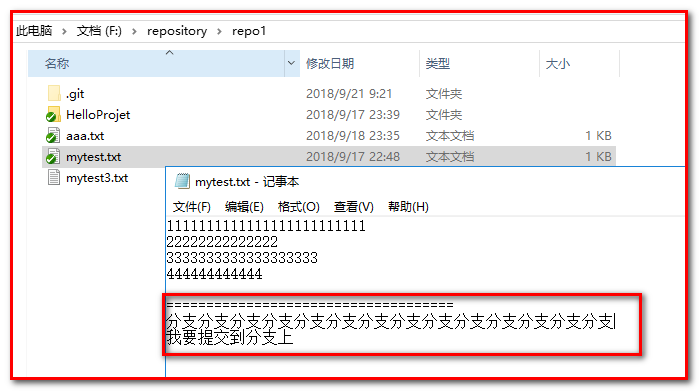 此电脑 › 文档 (F:) › repository › repo1
名称 修改日期 类型 大小
.git 2018/9/21 9:21 文件夹
HelloProjet 2018/9/17 23:39 文件夹
aaa.txt 2018/9/18 23:35 文本文档 1 KB
mytest.txt 2018/9/17 22:48 文本文档 1 KB
mytest3.txt
mytest.txt - 记事本
文件(F) 编辑(E) 格式(O) 查看(V) 帮助(H)
1111111111111111111111111
22222222222222
3333333333333333333
444444444444
====================================
分支分支分支分支分支分支分支分支分支分支分支分支分支分支
我要提交到分支上